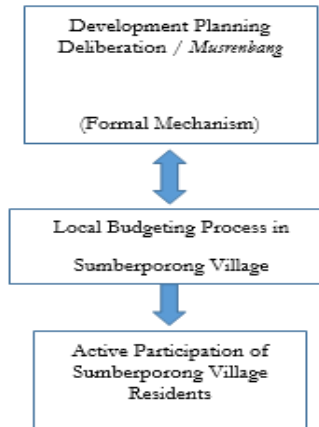 Development Planning
Deliberation / Musrenbang
(Formal Mechanism)
Local Budgeting Process in
Sumberporong Village
Active Participation of
Sumberporong Village
Residents